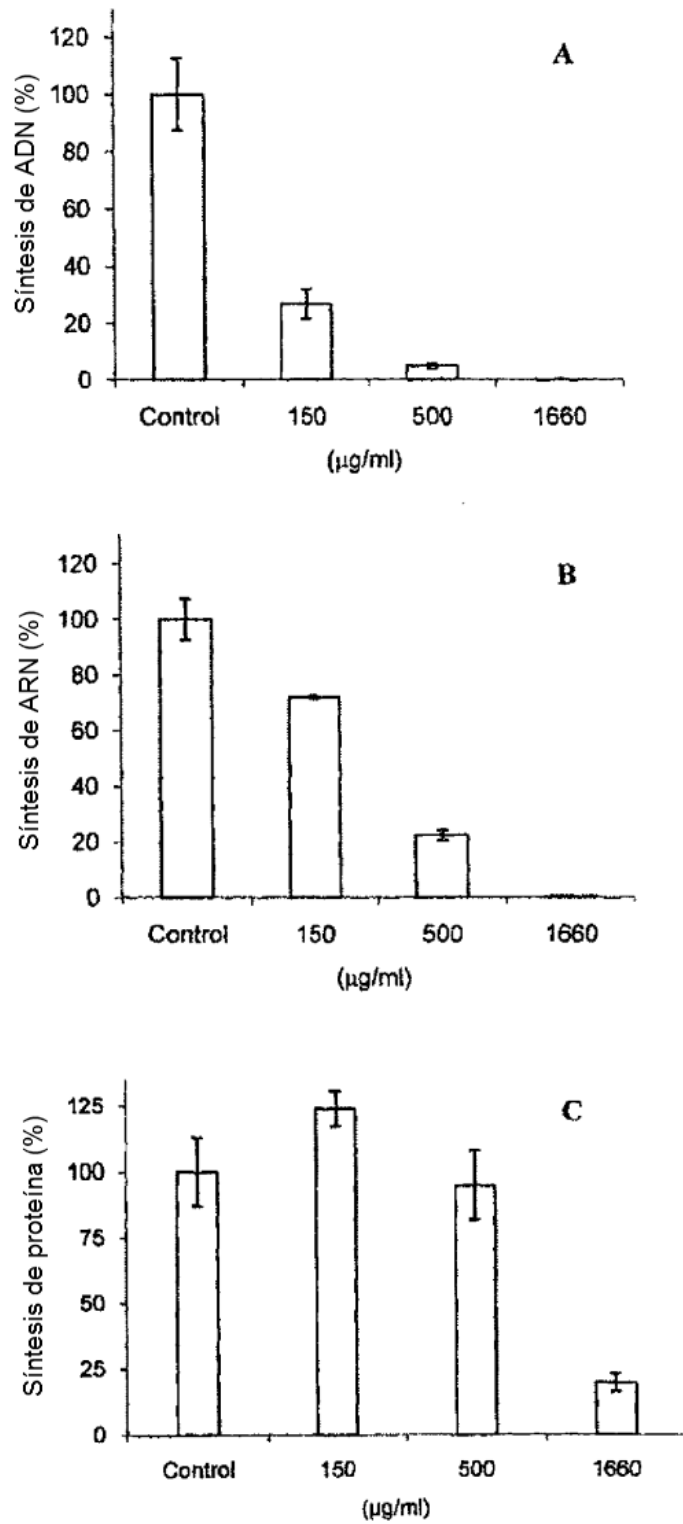 A
Síntesis de ADN (%)
120
100
80
60
40
20
0
Control 150 500 1660
(µg/ml)
B
Síntesis de ARN (%)
120
100
80
60
40
20
0
Control 150 500 1660
(µg/ml)
C
Síntesis de proteína (%)
125
100
75
50
25
0
Control 150 500 1660
(µg/ml)